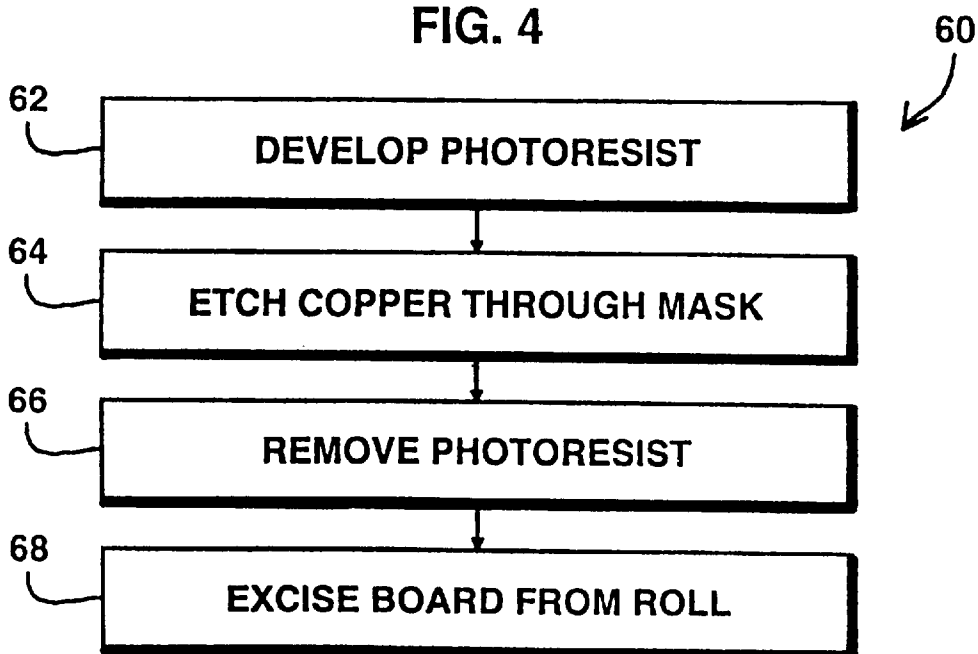 FIG. 4
60
62
DEVELOP PHOTORESIST
64
ETCH COPPER THROUGH MASK
66
REMOVE PHOTORESIST
68
EXCISE BOARD FROM ROLL